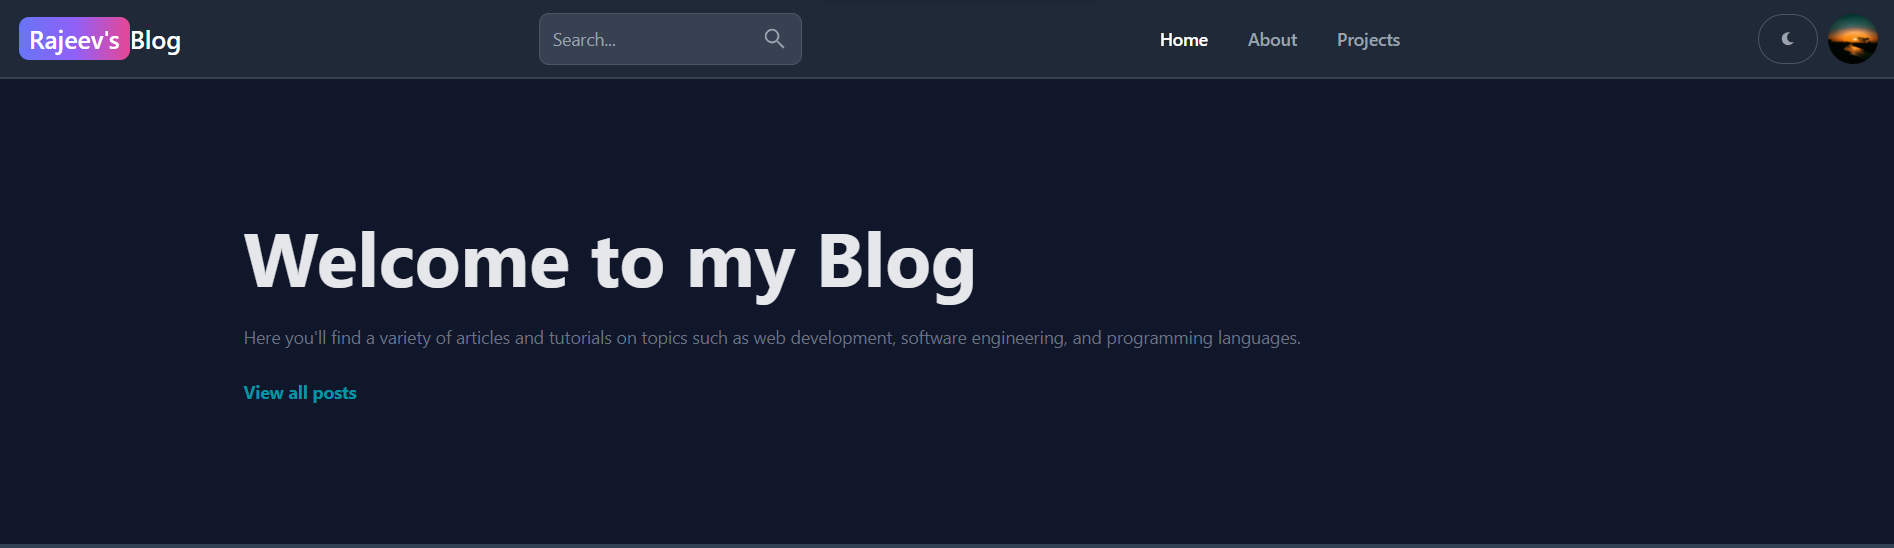 Rajeev's Blog
Search...
Home About Projects
Welcome to my Blog
Here you'll find a variety of articles and tutorials on topics such as web development, software engineering, and programming languages.
View all posts